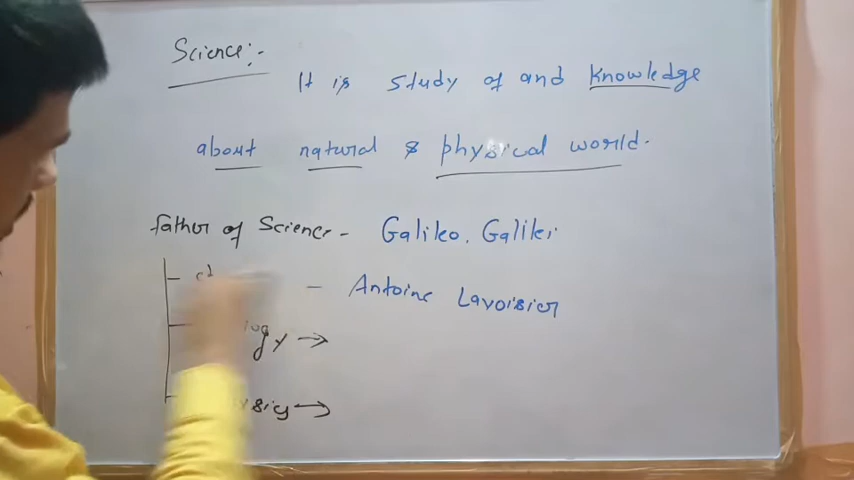 Science:-
It is study of and knowledge
about natural & physical world.
father of Science - Galileo. Galilei
- Antoine Lavoisier
→
→